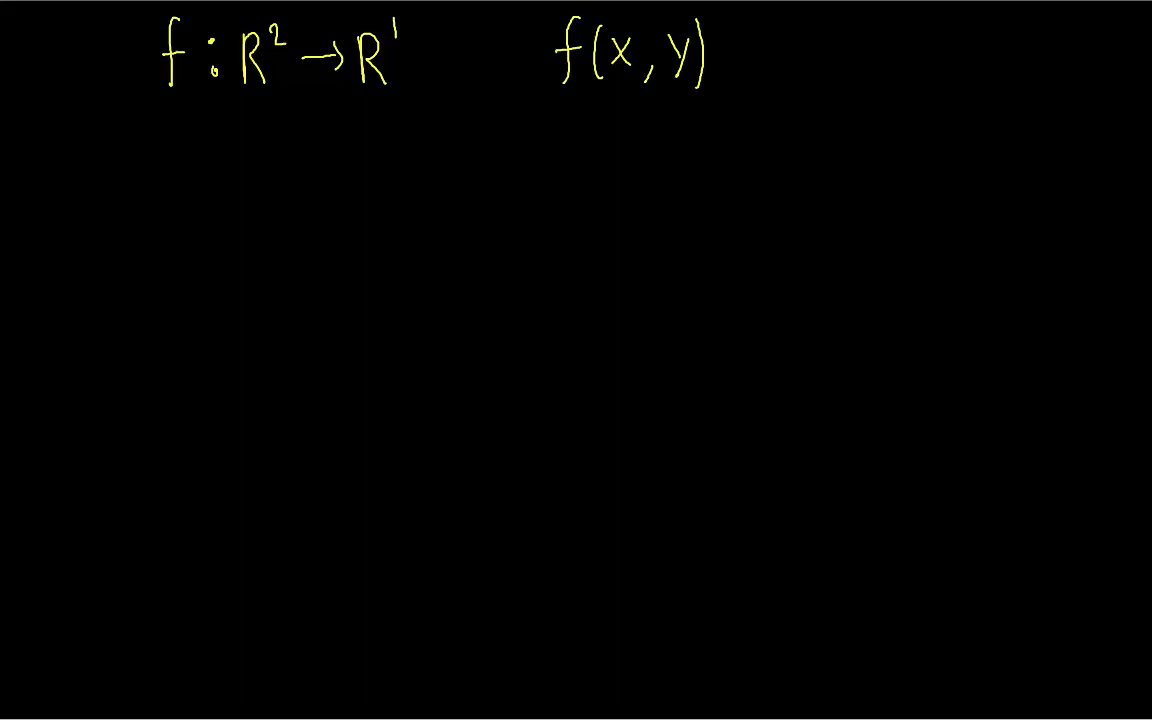 f : R² → R¹ f(x, y)